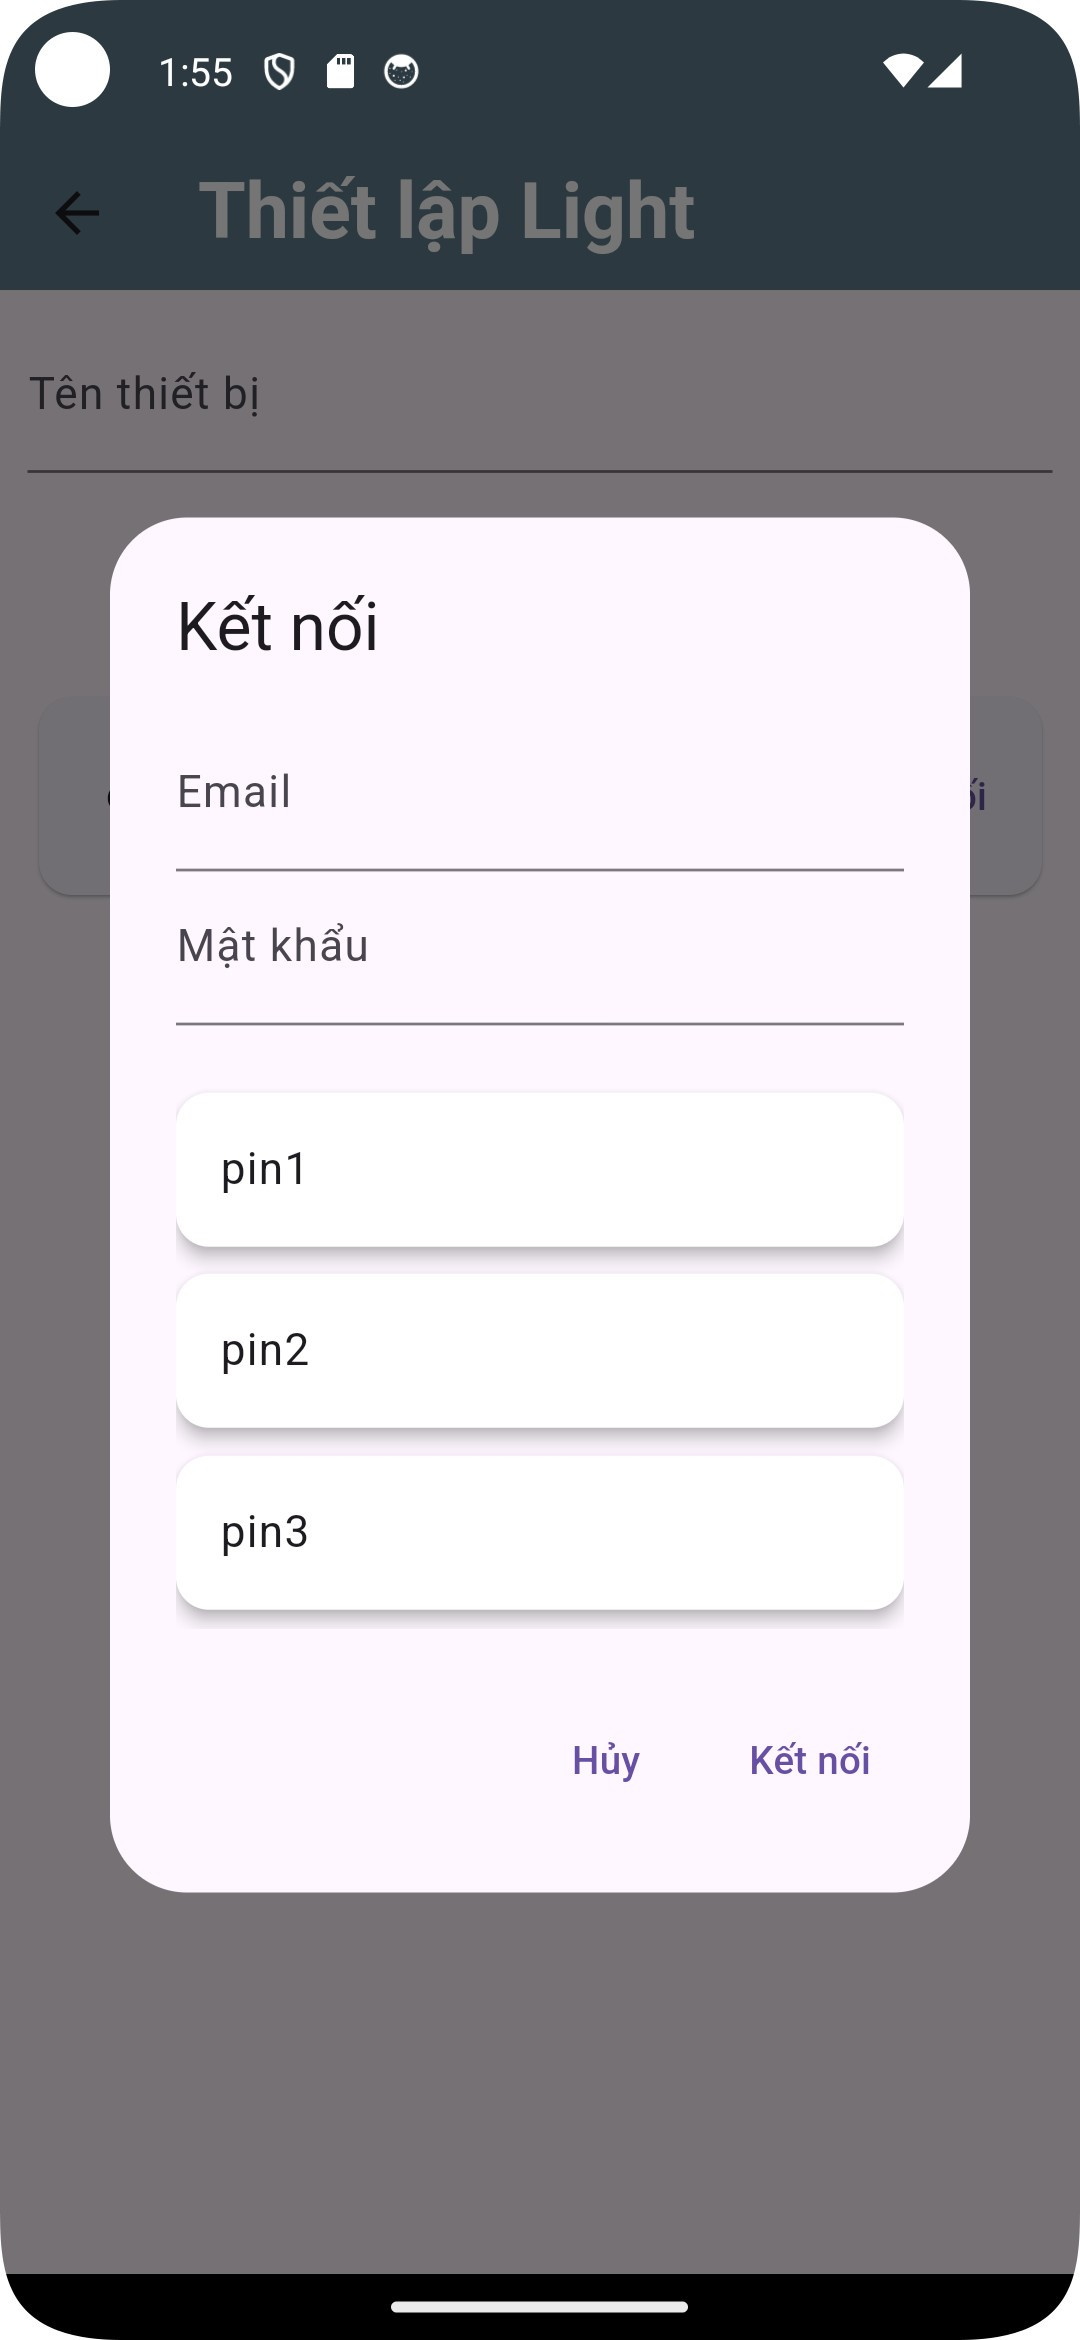 1:55
Thiết lập Light
Tên thiết bị
Kết nối
Email
Mật khẩu
pin1
pin2
pin3
Hủy Kết nối